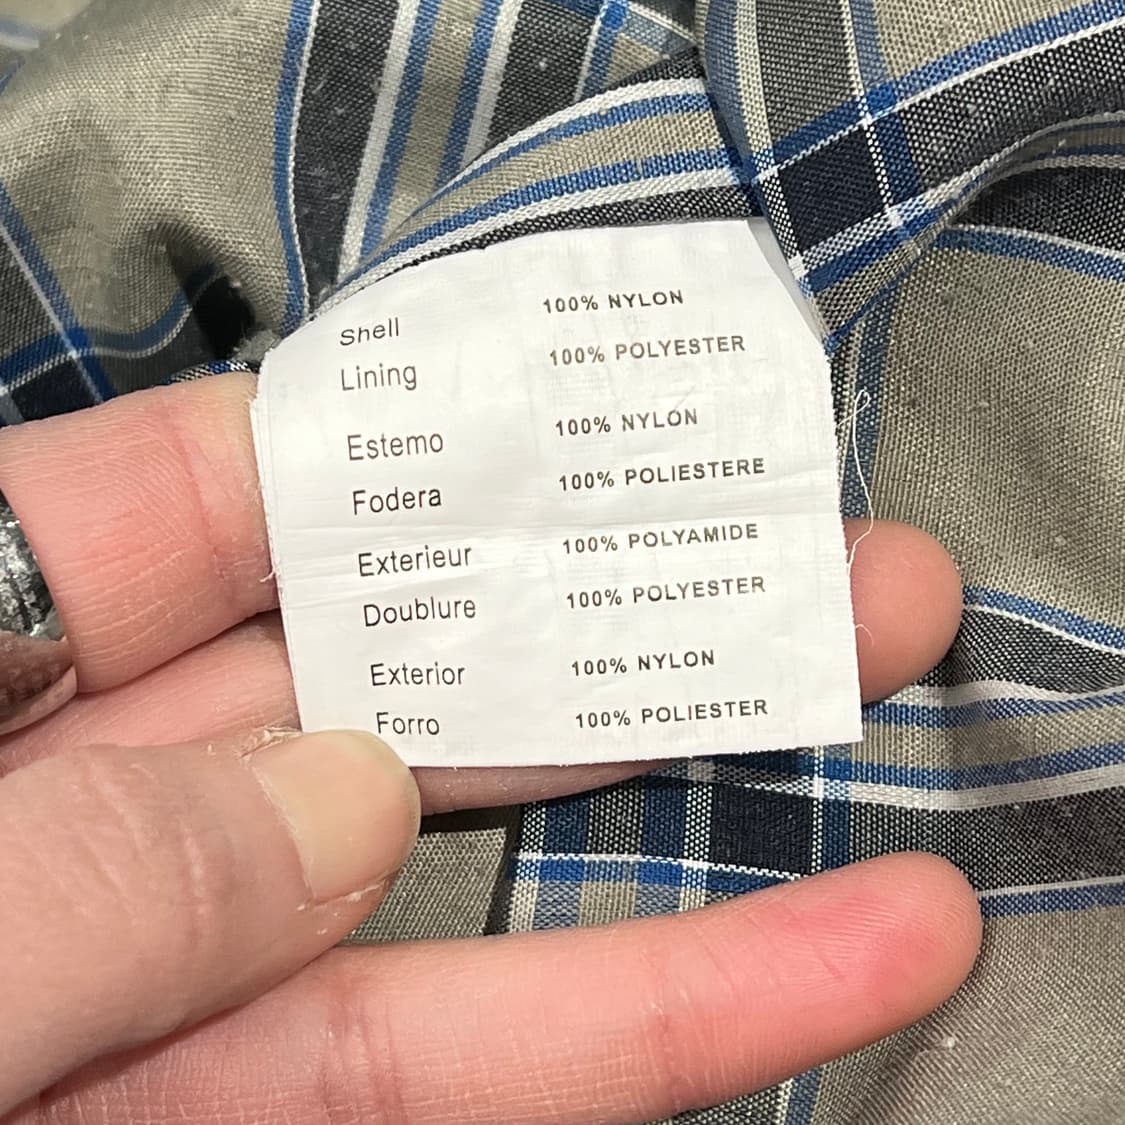 Shell 100% NYLON
Lining 100% POLYESTER
Estemo 100% NYLON
Fodera 100% POLIESTERE
Exterieur 100% POLYAMIDE
Doublure 100% POLYESTER
Exterior 100% NYLON
Forro 100% POLIESTER